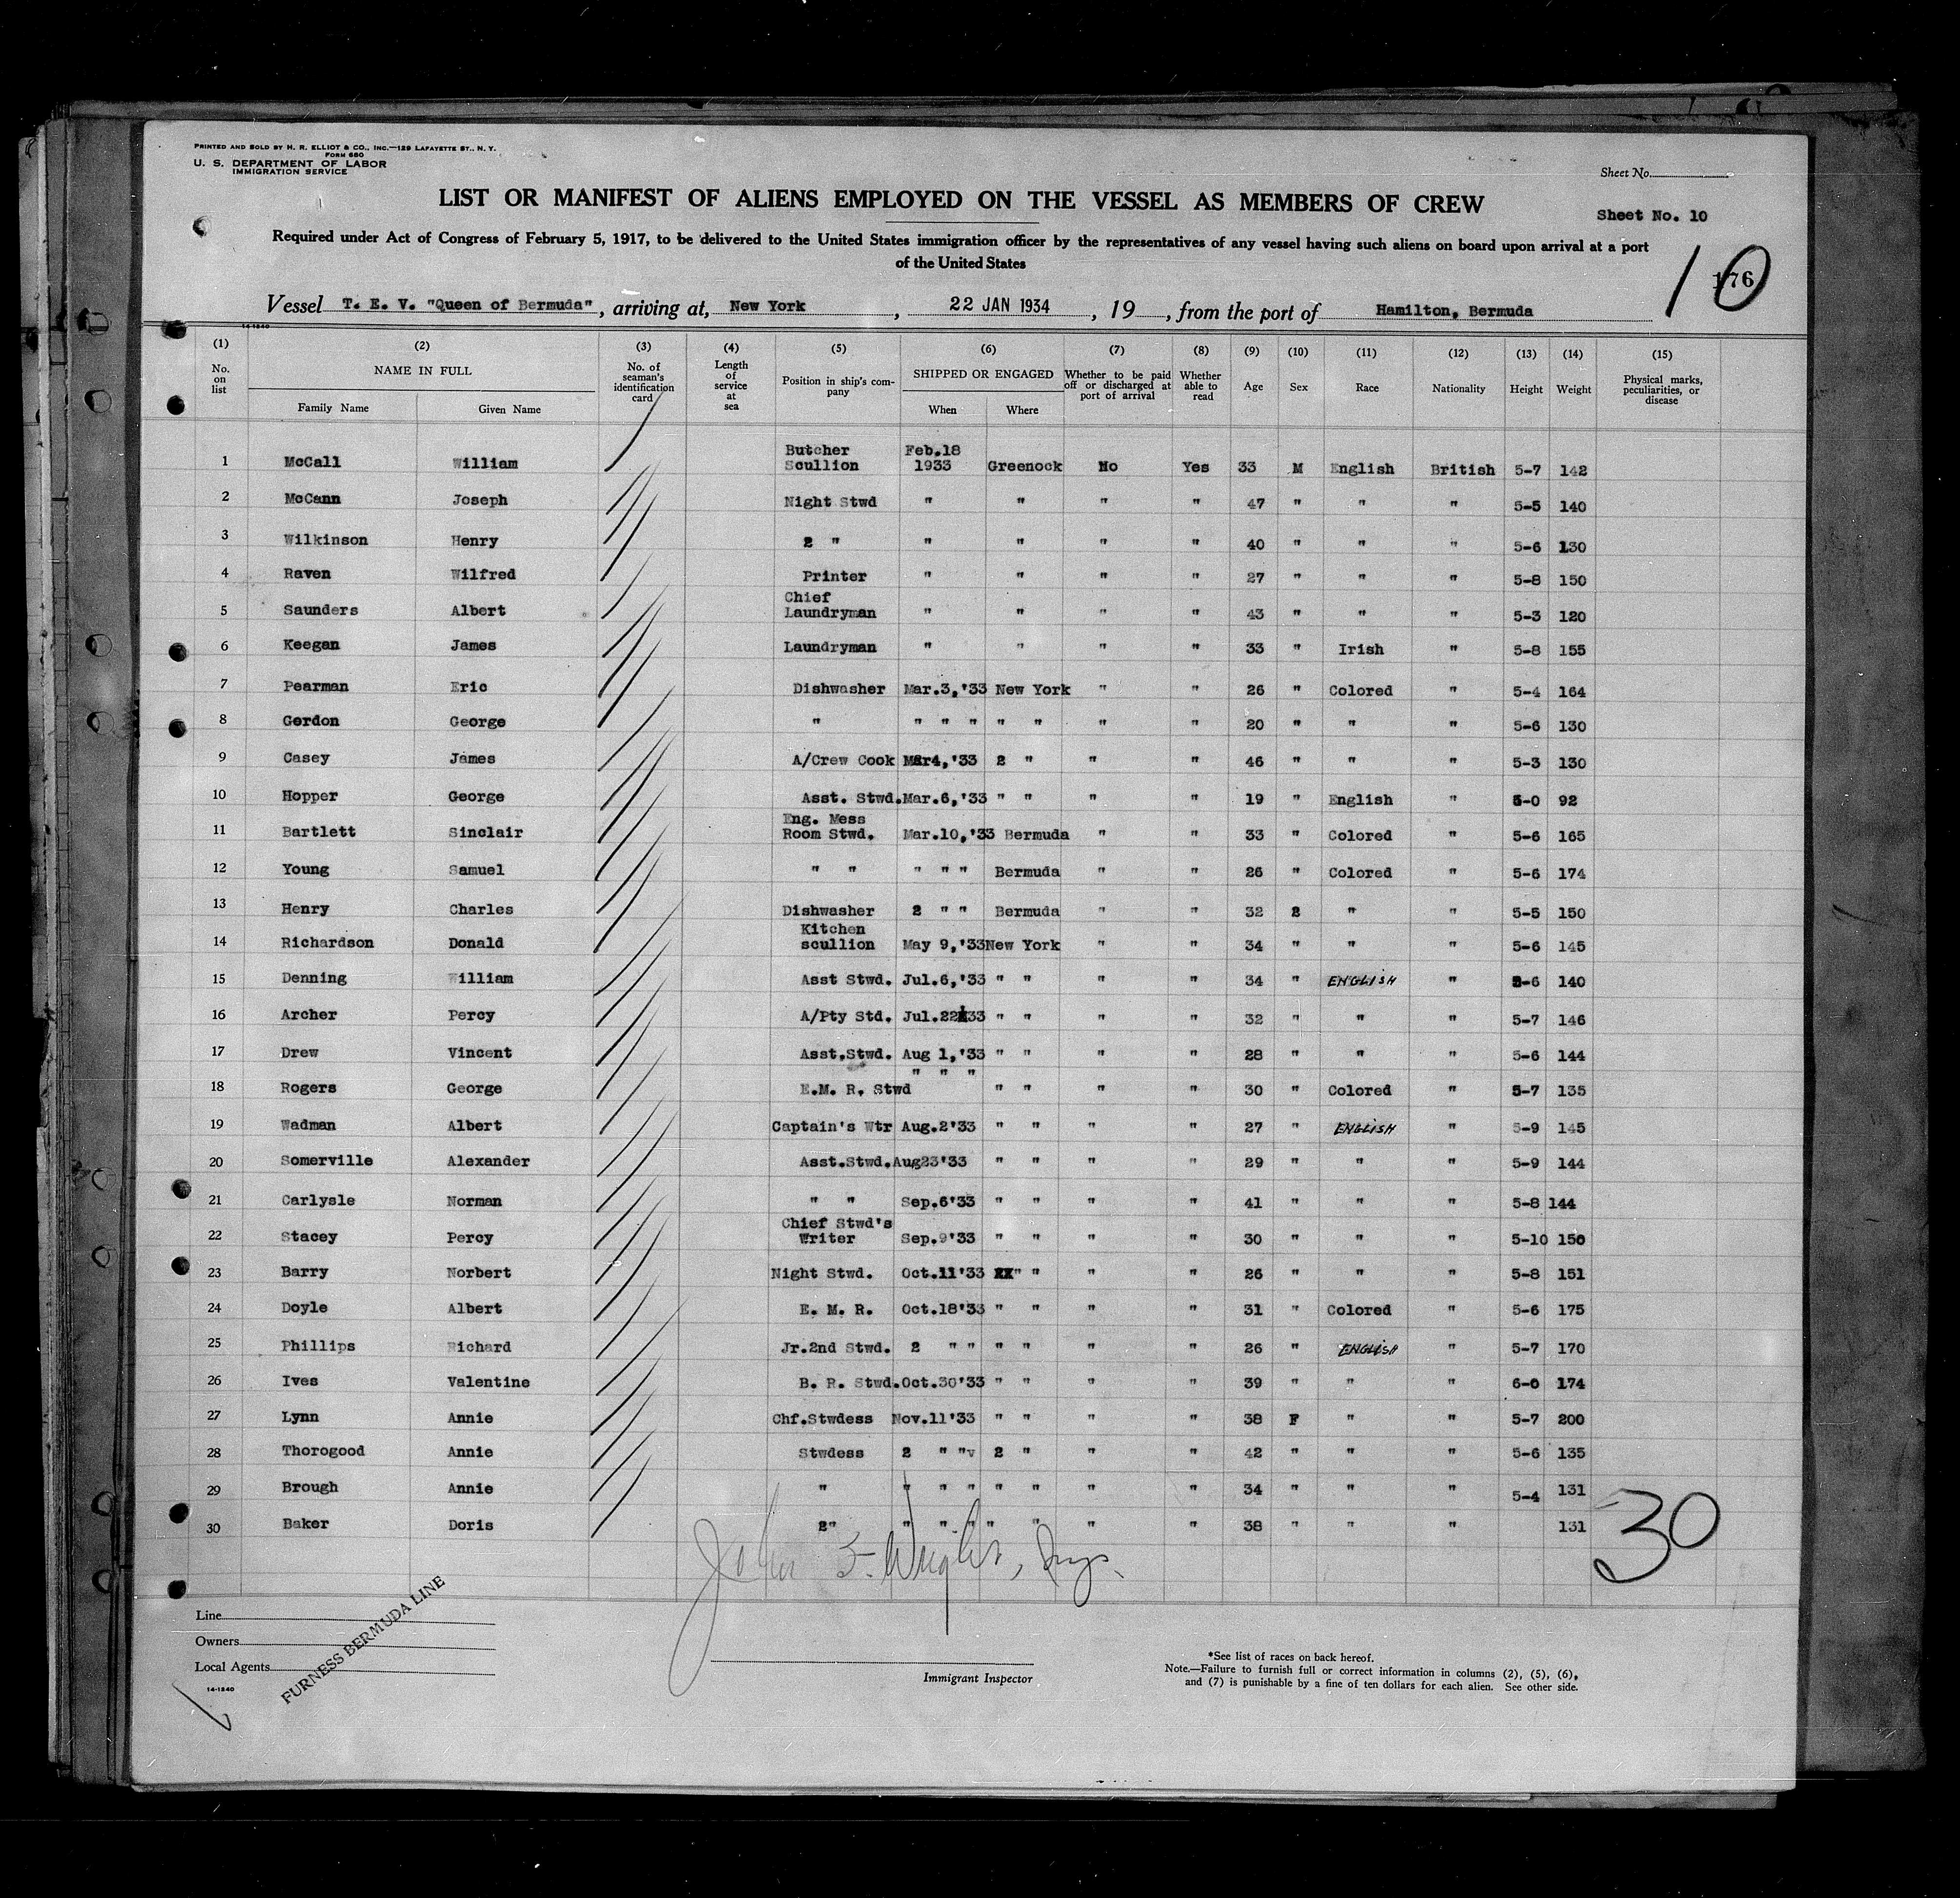 PRINTED AND SOLD BY H. R. ELLIOT & CO., INC.—129 LAFAYETTE ST., N. Y.
FORM 680
U. S. DEPARTMENT OF LABOR
IMMIGRATION SERVICE
Sheet No.
LIST OR MANIFEST OF ALIENS EMPLOYED ON THE VESSEL AS MEMBERS OF CREW
Sheet No. 10
Required under Act of Congress of February 5, 1917, to be delivered to the United States immigration officer by the representatives of any vessel having such aliens on board upon arrival at a port
of the United States
176
10
Vessel T. E. V. "Queen of Bermuda", arriving at, New York, 22 JAN 1934, 19 , from the port of Hamilton, Bermuda
14-1240
(1) (2) (3) (4) (5) (6) (7) (8) (9) (10) (11) (12) (13) (14) (15)
No. on list NAME IN FULL Family Name Given Name No. of seaman's identification card Length of service at sea Position in ship's company SHIPPED OR ENGAGED When Where Whether to be paid off or discharged at port of arrival Whether able to read Age Sex Race Nationality Height Weight Physical marks, peculiarities, or disease
1 McCall William Butcher Scullion Feb.18 1933 Greenock No Yes 33 M English British 5-7 142
2 McCann Joseph Night Stwd " " " " 47 " " " 5-5 140
3 Wilkinson Henry 2 " " " " " 40 " " " 5-6 130
4 Raven Wilfred Printer " " " " 27 " " " 5-8 150
5 Saunders Albert Chief Laundryman " " " " 43 " " " 5-3 120
6 Keegan James Laundryman " " " " 33 " Irish " 5-8 155
7 Pearman Eric Dishwasher Mar.3,'33 New York " " 26 " Colored " 5-4 164
8 Gordon George " " " " " " " " 20 " " " 5-6 130
9 Casey James A/Crew Cook Mar4,'33 2 " " " 46 " " " 5-3 130
10 Hopper George Asst. Stwd. Mar.6,'33 " " " " 19 " English " 5-0 92
11 Bartlett Sinclair Eng. Mess Room Stwd. Mar.10,'33 Bermuda " " 33 " Colored " 5-6 165
12 Young Samuel " " " " " Bermuda " " 26 " Colored " 5-6 174
13 Henry Charles Dishwasher 2 " " Bermuda " " 32 2 " " 5-5 150
14 Richardson Donald Kitchen scullion May 9,'33 New York " " 34 " " " 5-6 145
15 Denning William Asst Stwd. Jul.6,'33 " " " " 34 " ENGLISH " 5-6 140
16 Archer Percy A/Pty Std. Jul.22 33 " " " " 32 " " " 5-7 146
17 Drew Vincent Asst.Stwd. Aug 1,'33 " " " " 28 " " " 5-6 144
18 Rogers George E.M. R. Stwd " " " " " " " 30 " Colored " 5-7 135
19 Wadman Albert Captain's Wtr Aug.2'33 " " " " 27 " ENGLISH " 5-9 145
20 Somerville Alexander Asst.Stwd. Aug23'33 " " " " 29 " " " 5-9 144
21 Carlysle Norman " " Sep.6'33 " " " " 41 " " " 5-8 144
22 Stacey Percy Chief Stwd's Writer Sep.9'33 " " " " 30 " " " 5-10 150
23 Barry Norbert Night Stwd. Oct.11'33 " " " " 26 " " " 5-8 151
24 Doyle Albert E. M. R. Oct.18'33 " " " " 31 " Colored " 5-6 175
25 Phillips Richard Jr.2nd Stwd. 2 " " " " " " 26 " ENGLISH " 5-7 170
26 Ives Valentine B. R. Stwd. Oct.30'33 " " " " 39 " " " 6-0 174
27 Lynn Annie Chf.Stwdess Nov.11'33 " " " " 38 F " " 5-7 200
28 Thorogood Annie Stwdess 2 " "v 2 " " " 42 " " " 5-6 135
29 Brough Annie " " " " " " " " 34 " " " 5-4 131
30 Baker Doris 2" " " " " " " " 38 " " " 131
30
John Wright, Insp.
Line
Owners
Local Agents
14-1240
FURNESS BERMUDA LINE
Immigrant Inspector
*See list of races on back hereof.
Note.—Failure to furnish full or correct information in columns (2), (5), (6),
and (7) is punishable by a fine of ten dollars for each alien. See other side.